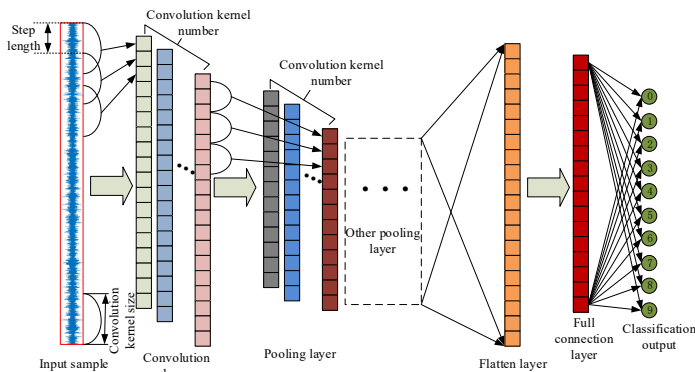 Step
length
Convolution kernel
number
Convolution kernel
number
Other pooling
layer
0
1
2
3
4
5
6
7
8
9
Convolution
kernel size
Input sample
Convolution
Pooling layer
Flatten layer
Full
connection
layer
Classification
output